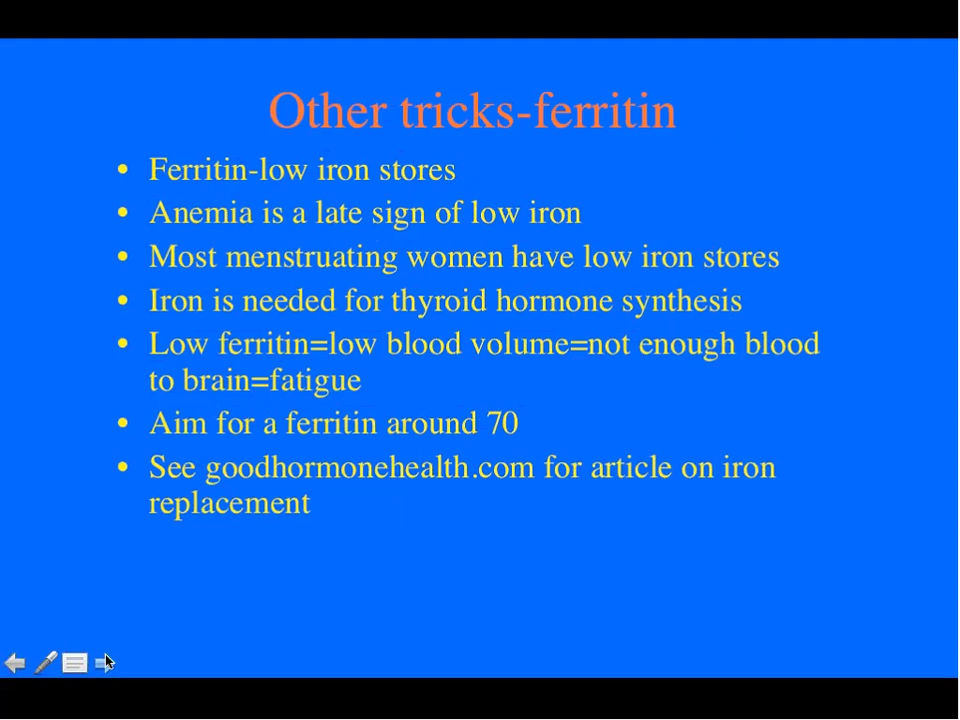 Other tricks-ferritin
• Ferritin-low iron stores
• Anemia is a late sign of low iron
• Most menstruating women have low iron stores
• Iron is needed for thyroid hormone synthesis
• Low ferritin=low blood volume=not enough blood
to brain=fatigue
• Aim for a ferritin around 70
• See goodhormonehealth.com for article on iron
replacement